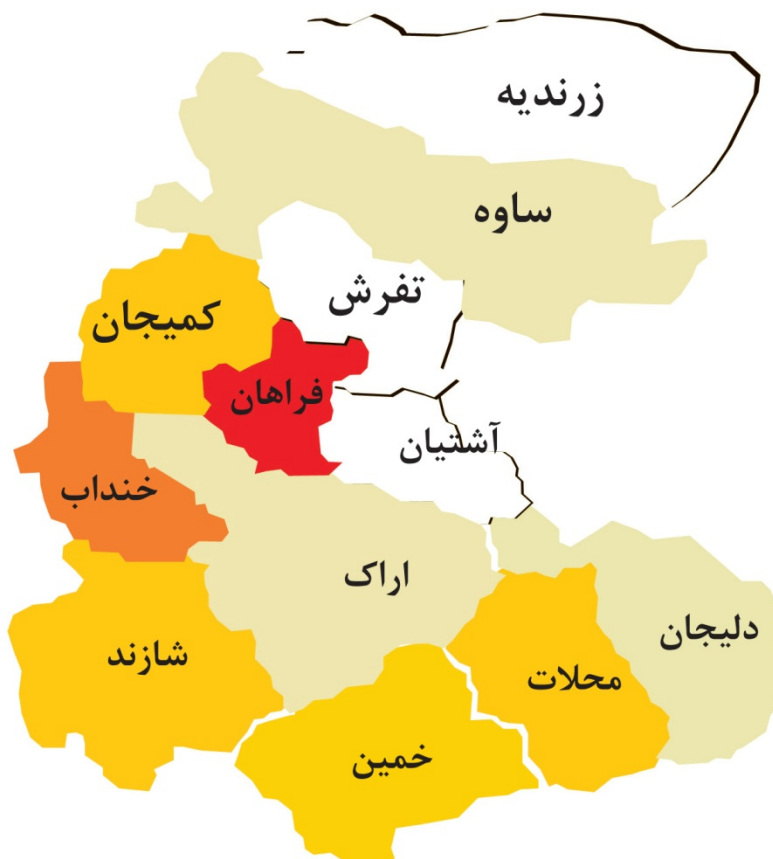 زرندیه
ساوه
تفرش
کمیجان
فراهان
آشتیان
خنداب
اراک
دلیجان
شازند
محلات
خمین